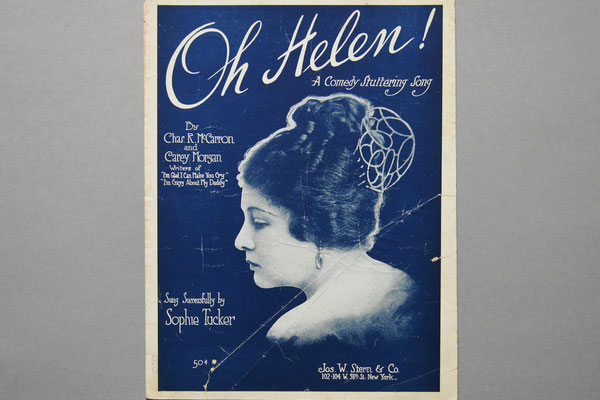 Oh Helen!
A Comedy Stuttering Song
By
Chas. R. McCarron
and
Carey Morgan
Writers of
"I'm Glad I Can Make You Cry"
"I'm Crazy About My Daddy"
Sung Successfully by
Sophie Tucker
50¢
Jos. W. Stern & Co.
102-104 W. 38th St. New York